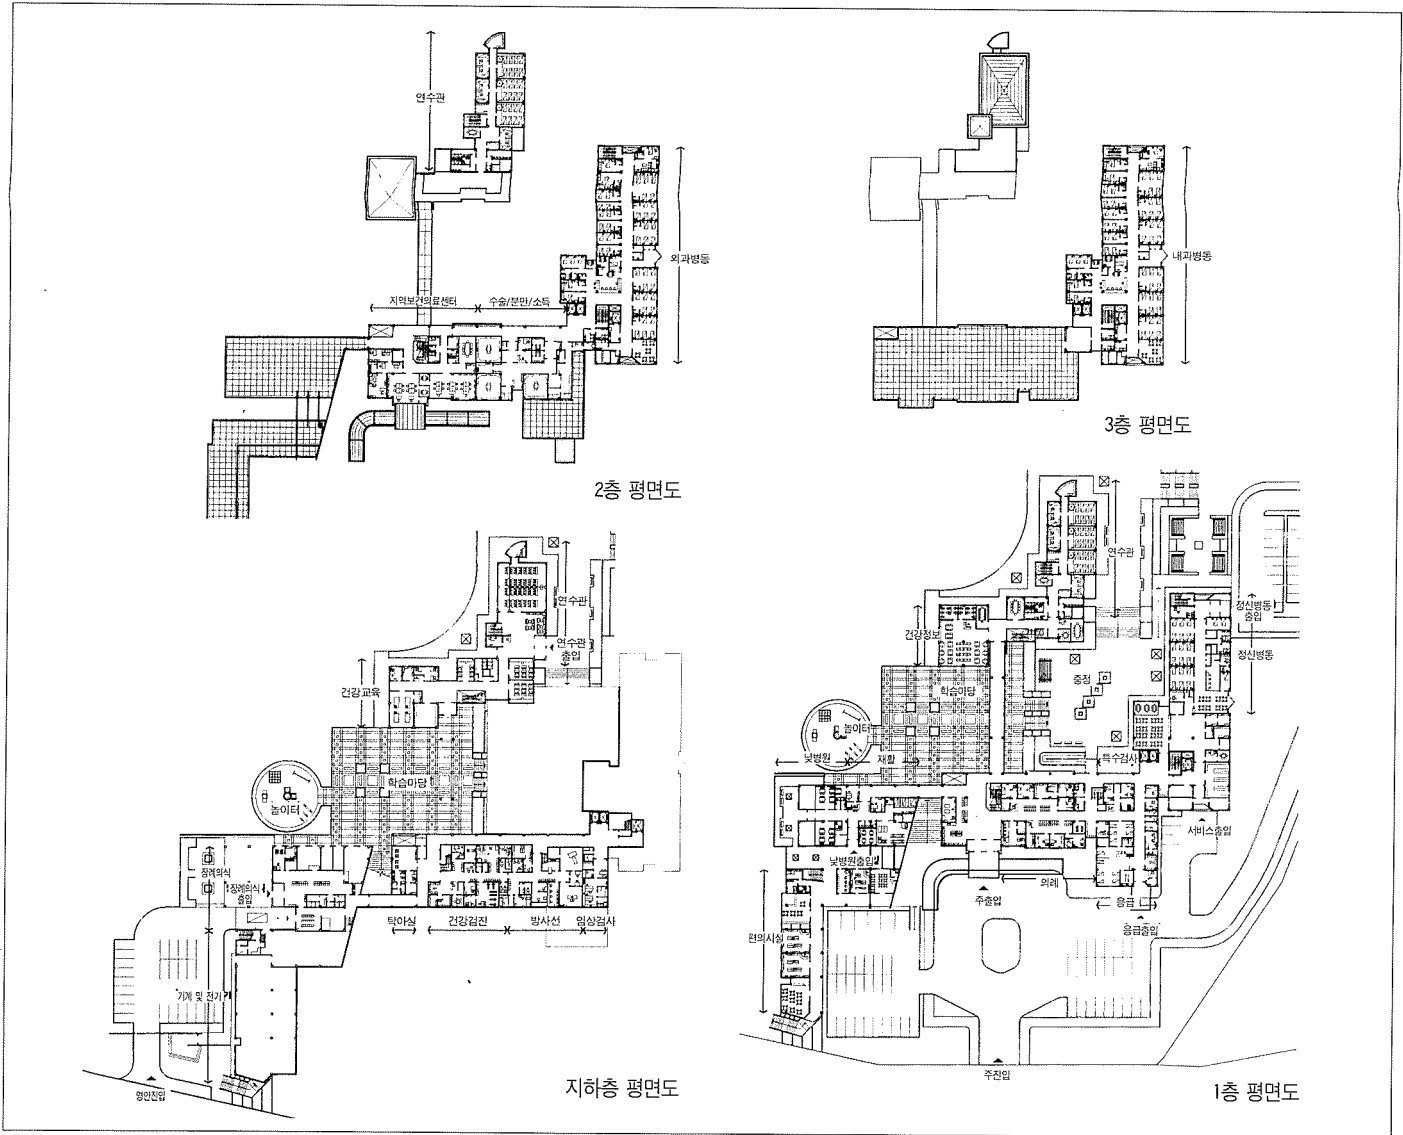 연수관
외과병동
지역보건의료센터
수술/분만/소독
2층 평면도
내과병동
3층 평면도
연수관
연수관
출입
건강교육
학습마당
놀이터
장례의식
장례의식
출입
탁아실
건강검진
방사선
임상검사
기계 및 전기
영안진입
지하층 평면도
연수관
정신병동
출입
정신병동
건강정보
학습마당
중정
놀이터
낮병원
재활
특수검사
서비스출입
낮병원출입
외래
주출입
응급
응급출입
편의시설
주진입
1층 평면도